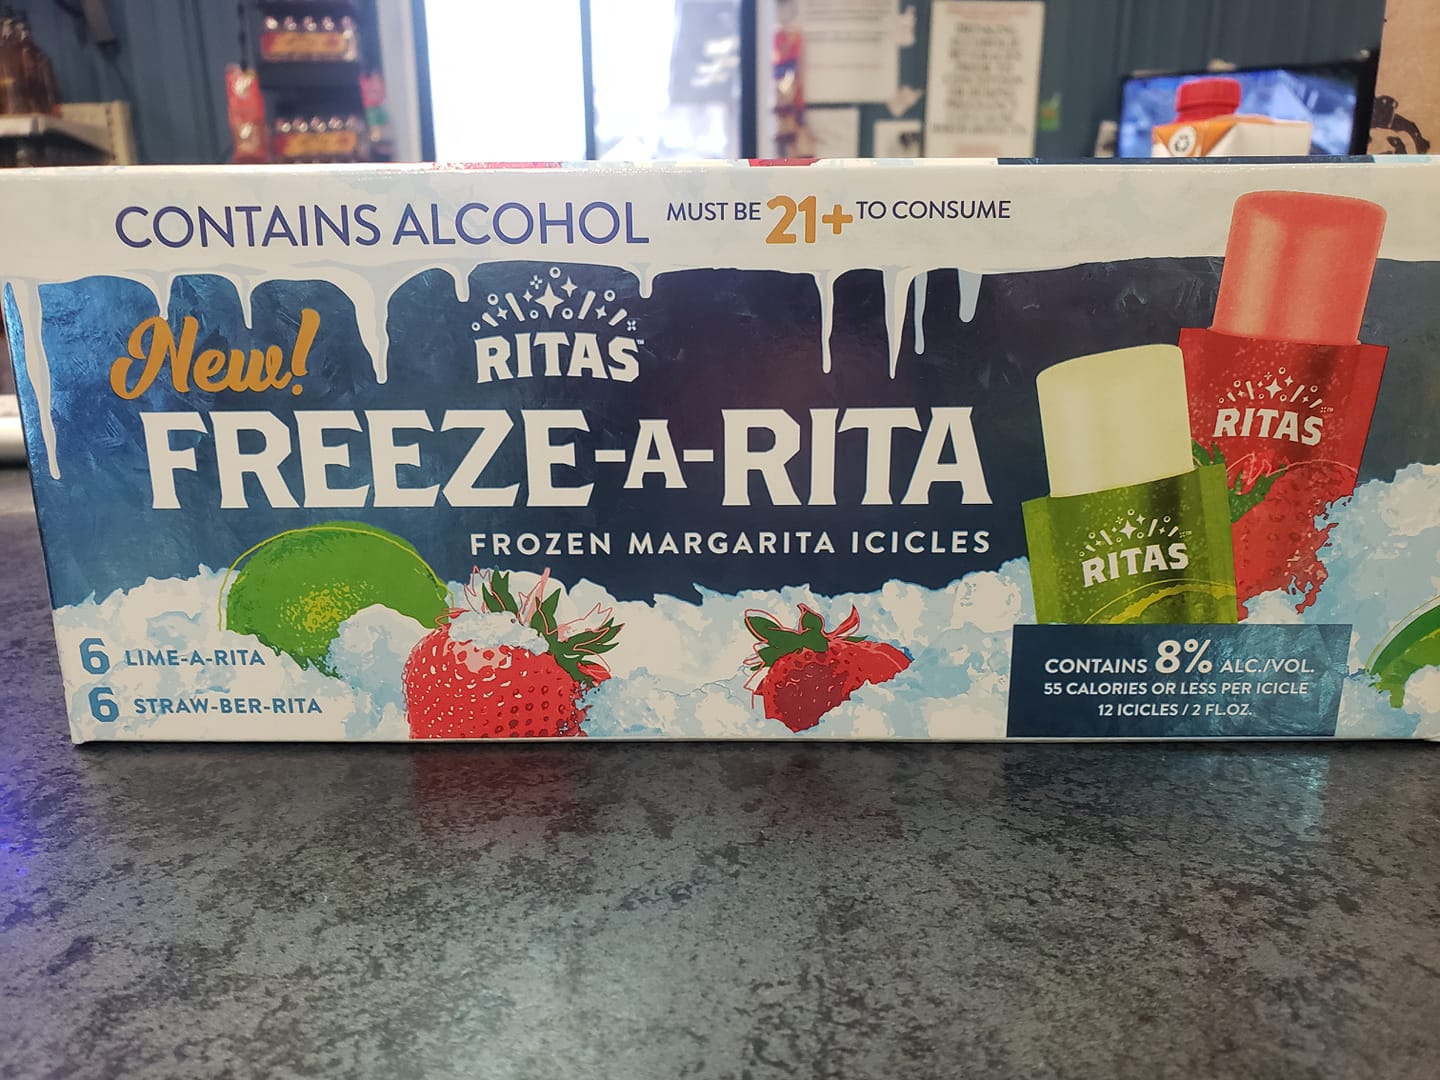 CONTAINS ALCOHOL MUST BE 21+ TO CONSUME
New!
RITAS™
FREEZE-A-RITA
FROZEN MARGARITA ICICLES
RITAS
RITAS
6 LIME-A-RITA
6 STRAW-BER-RITA
CONTAINS 8% ALC./VOL.
55 CALORIES OR LESS PER ICICLE
12 ICICLES / 2 FL.OZ.